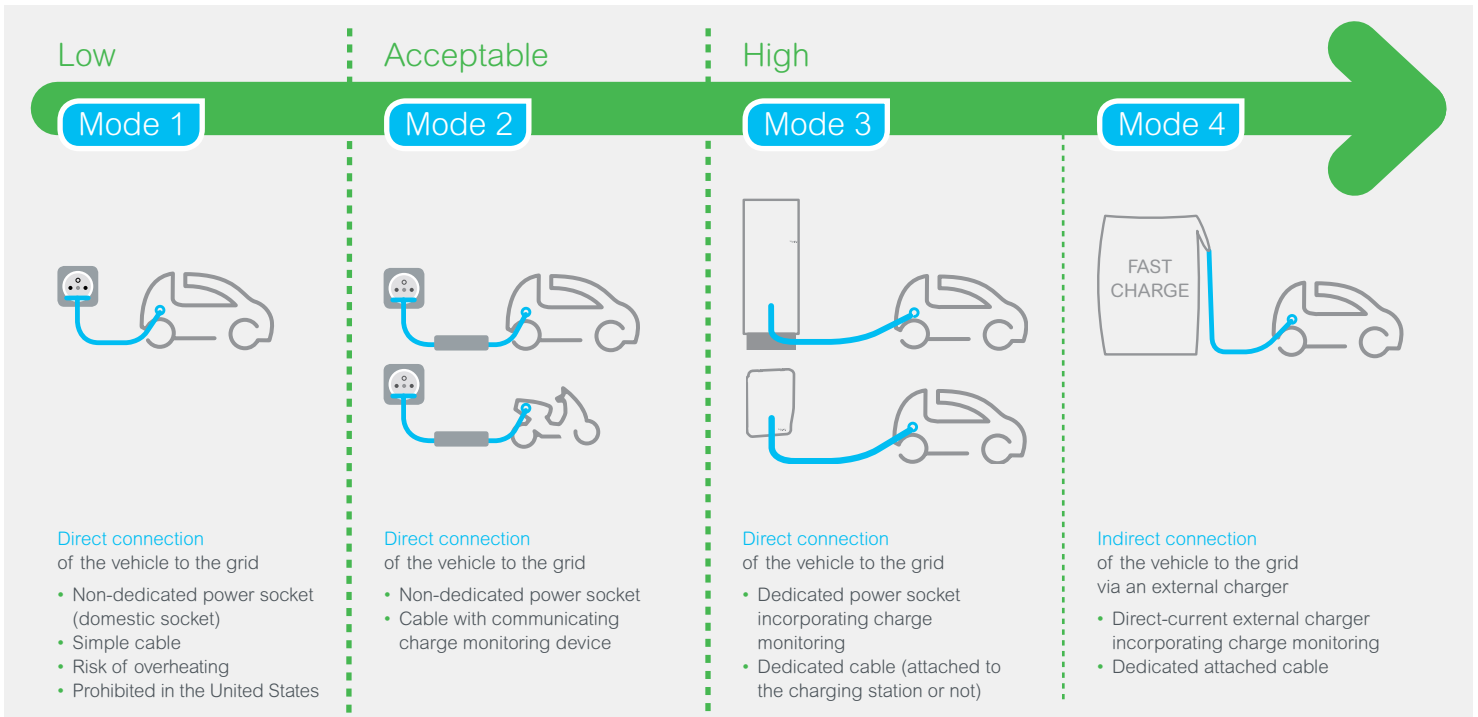 Low
Acceptable
High
Mode 1
Mode 2
Mode 3
Mode 4
FAST
CHARGE
Direct connection
of the vehicle to the grid
• Non-dedicated power socket
(domestic socket)
• Simple cable
• Risk of overheating
• Prohibited in the United States
Direct connection
of the vehicle to the grid
• Non-dedicated power socket
• Cable with communicating
charge monitoring device
Direct connection
of the vehicle to the grid
• Dedicated power socket
incorporating charge
monitoring
• Dedicated cable (attached to
the charging station or not)
Indirect connection
of the vehicle to the grid
via an external charger
• Direct-current external charger
incorporating charge monitoring
• Dedicated attached cable